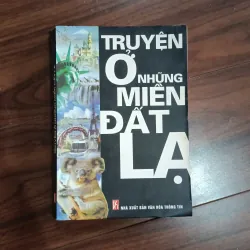 TRUYỆN
Ở NHỮNG
MIỀN
ĐẤT
LẠ
NHÀ XUẤT BẢN VĂN HÓA THÔNG TIN